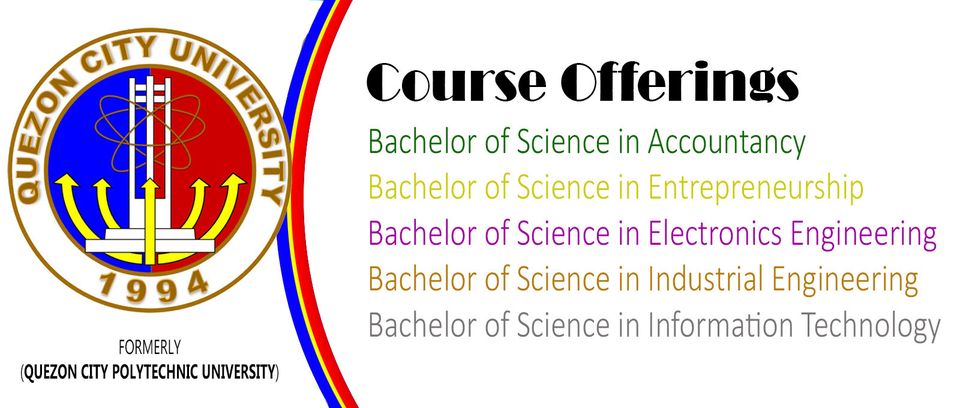 QUEZON CITY UNIVERSITY
1994
FORMERLY
(QUEZON CITY POLYTECHNIC UNIVERSITY)
Course Offerings
Bachelor of Science in Accountancy
Bachelor of Science in Entrepreneurship
Bachelor of Science in Electronics Engineering
Bachelor of Science in Industrial Engineering
Bachelor of Science in Information Technology